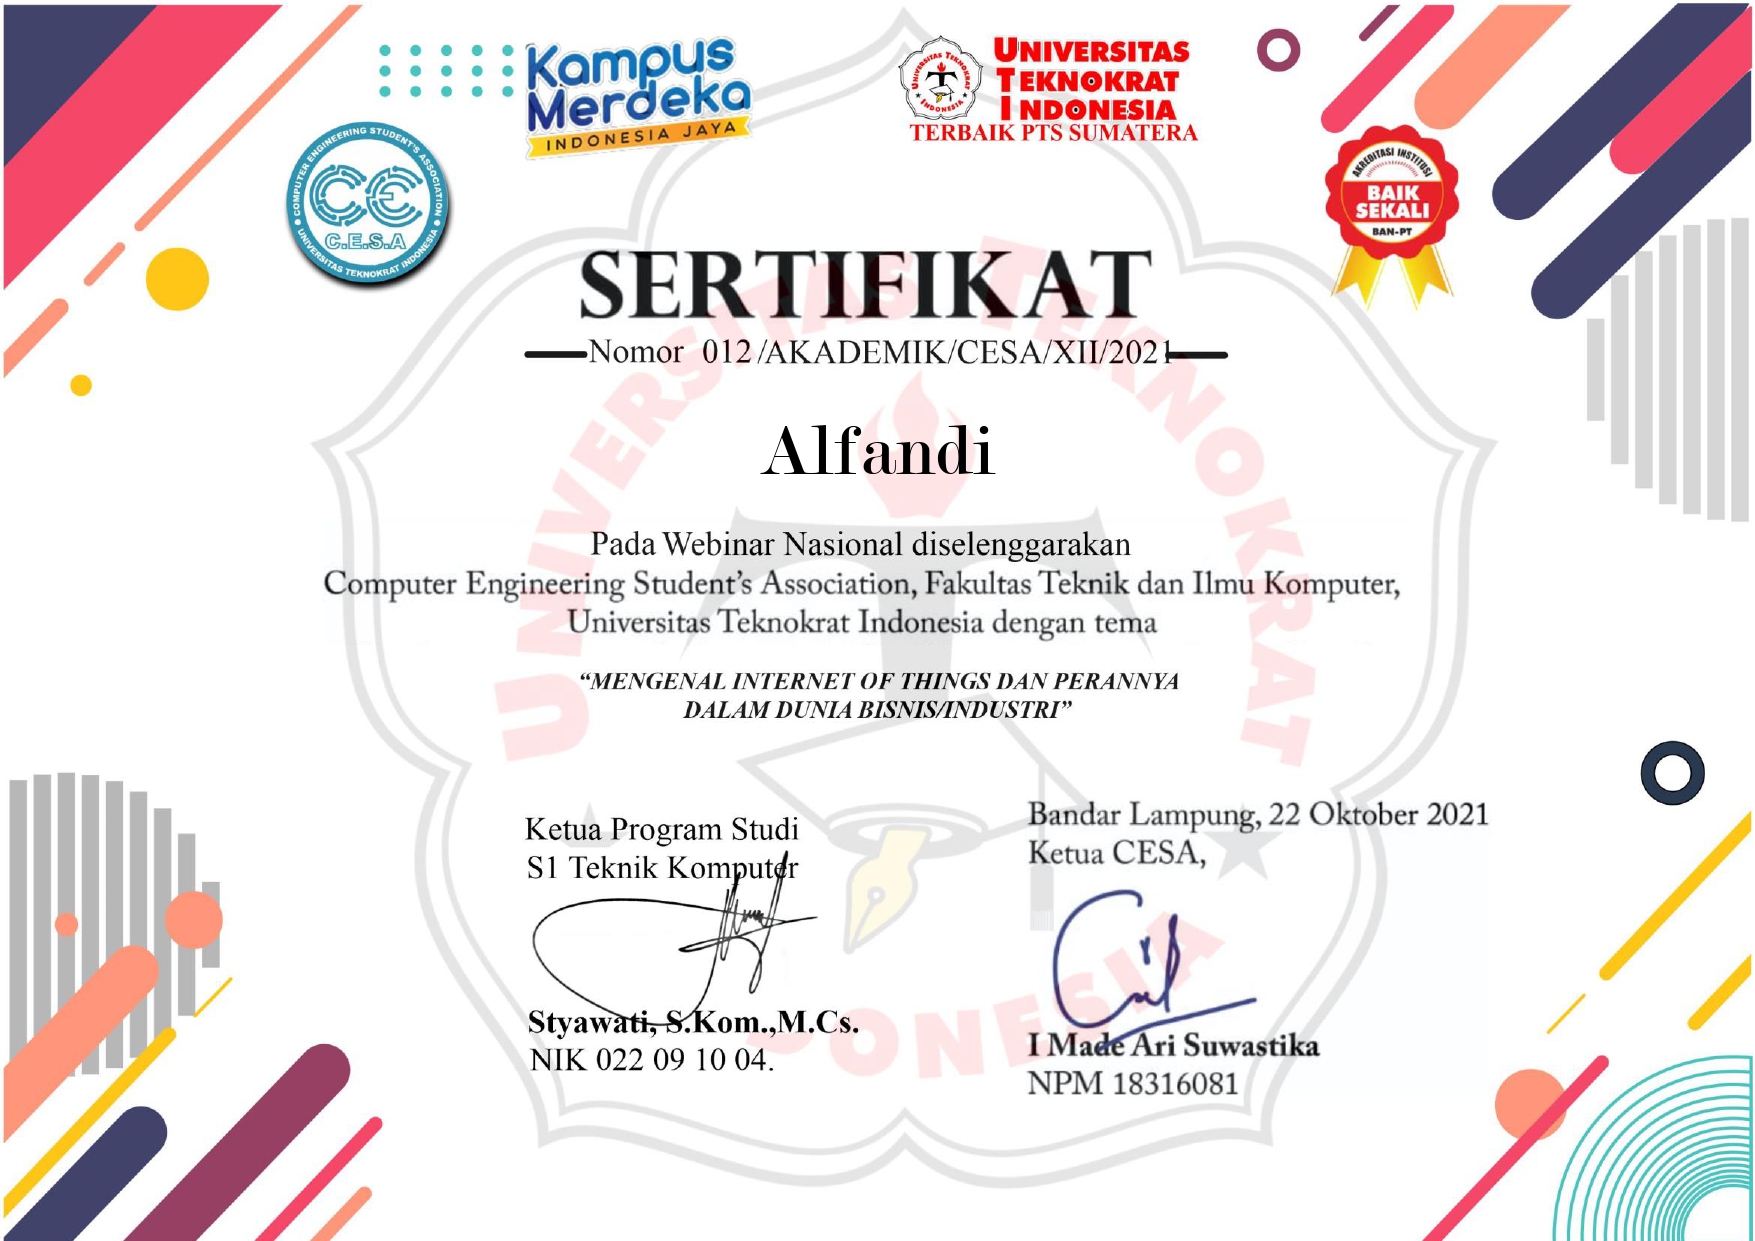 Kampus
Merdeka
INDONESIA JAYA
UNIVERSITAS
TEKNOKRAT
INDONESIA
TERBAIK PTS SUMATERA
UNIVERSITAS TEKNOKRAT
INDONESIA
COMPUTER ENGINEERING STUDENT'S ASSOCIATION
C.E.S.A
UNIVERSITAS TEKNOKRAT INDONESIA
AKREDITASI INSTITUSI
BAIK
SEKALI
BAN-PT
SERTIFIKAT
Nomor 012/AKADEMIK/CESA/XII/2021
Alfandi
Pada Webinar Nasional diselenggarakan
Computer Engineering Student's Association, Fakultas Teknik dan Ilmu Komputer,
Universitas Teknokrat Indonesia dengan tema
“MENGENAL INTERNET OF THINGS DAN PERANNYA
DALAM DUNIA BISNIS/INDUSTRI”
Ketua Program Studi
S1 Teknik Komputer
Styawati, S.Kom.,M.Cs.
NIK 022 09 10 04.
Bandar Lampung, 22 Oktober 2021
Ketua CESA,
I Made Ari Suwastika
NPM 18316081
UNIVERSITAS TEKNOKRAT